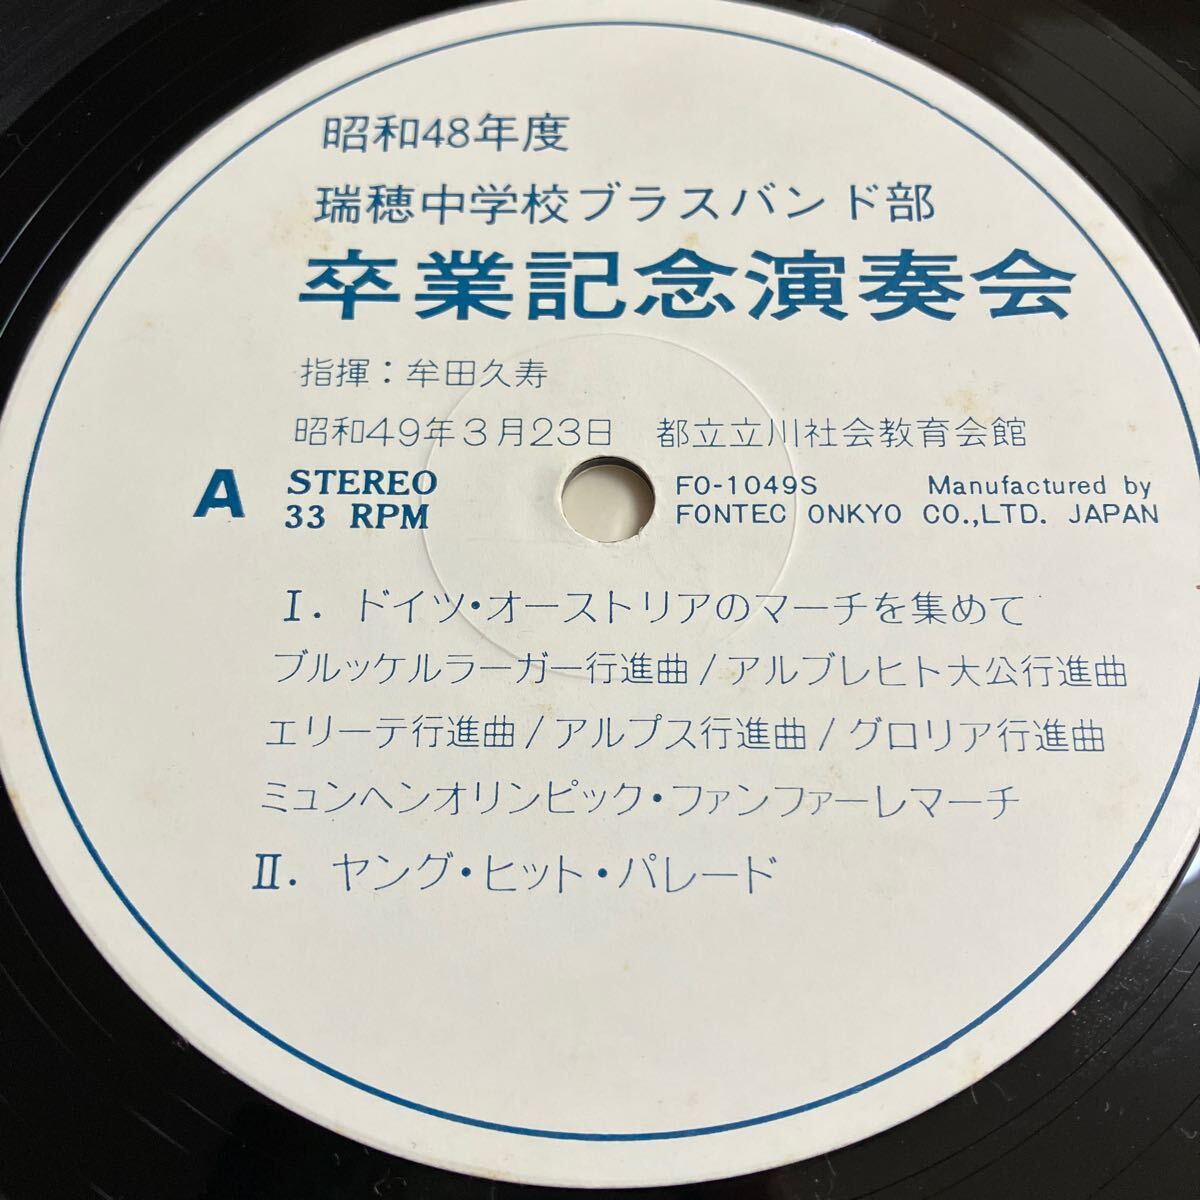 昭和48年度
瑞穂中学校ブラスバンド部
卒業記念演奏会
指揮：牟田久寿
昭和49年3月23日 都立立川社会教育会館
A STEREO 33 RPM
FO-1049S Manufactured by
FONTEC ONKYO CO.,LTD. JAPAN
I. ドイツ・オーストリアのマーチを集めて
ブルッケルラーガー行進曲/アルブレヒト大公行進曲
エリーテ行進曲/アルプス行進曲/グロリア行進曲
ミュンヘンオリンピック・ファンファーレマーチ
II. ヤング・ヒット・パレード